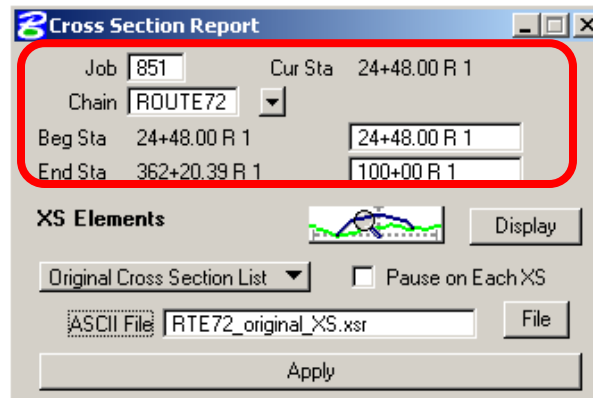 Cross Section Report
Job 851 Cur Sta 24+48.00 R 1
Chain ROUTE72
Beg Sta 24+48.00 R 1 24+48.00 R 1
End Sta 362+20.39 R 1 100+00 R 1
XS Elements Display
Original Cross Section List Pause on Each XS
ASCII File RTE72_original_XS.xsr File
Apply